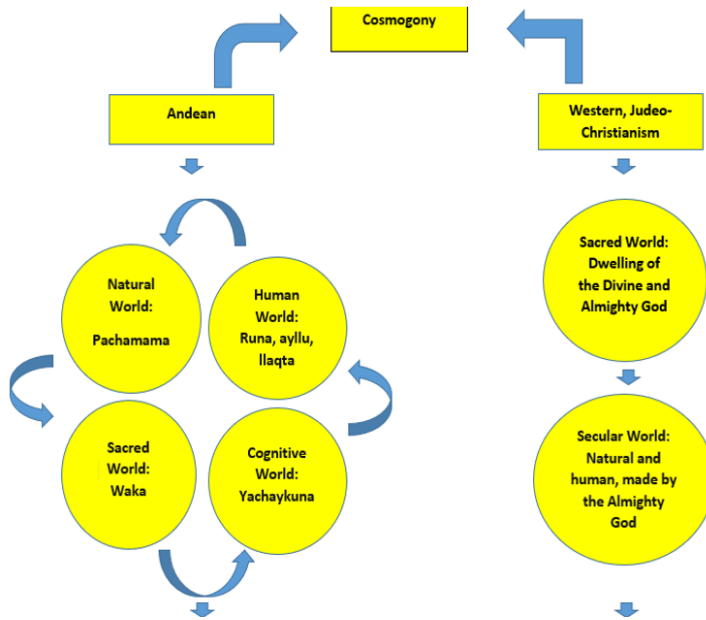 Cosmogony
Andean
Western, Judeo-
Christianism
Natural
World:
Pachamama
Human
World:
Runa, ayllu,
llaqta
Sacred
World:
Waka
Cognitive
World:
Yachaykuna
Sacred World:
Dwelling of
the Divine and
Almighty God
Secular World:
Natural and
human, made by
the Almighty
God